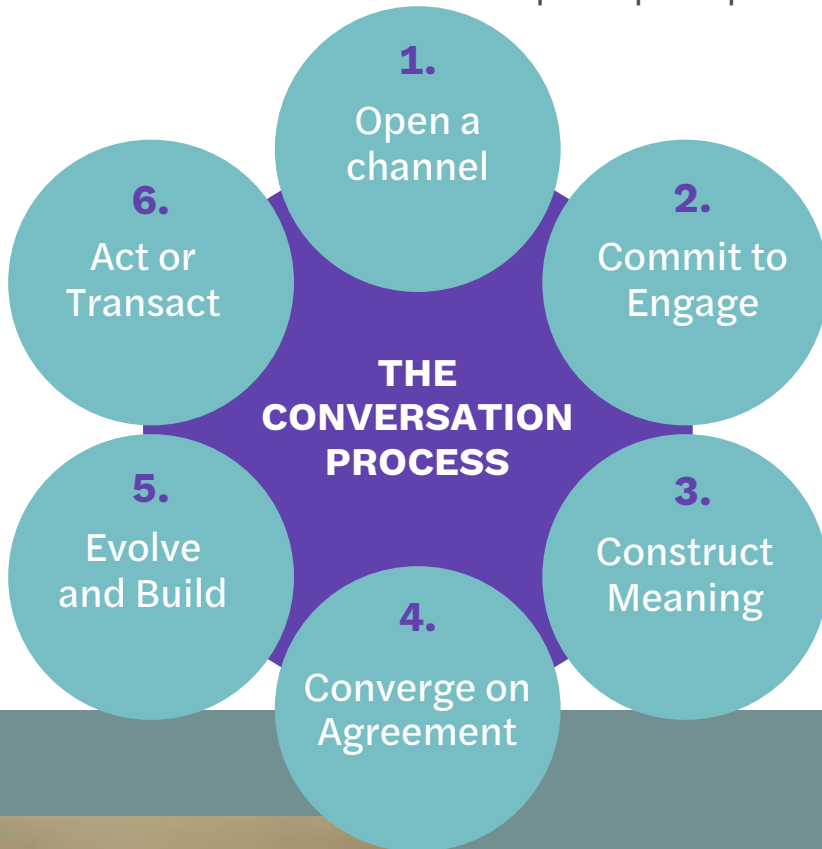 THE
CONVERSATION
PROCESS
1.
Open a
channel
2.
Commit to
Engage
3.
Construct
Meaning
4.
Converge on
Agreement
5.
Evolve
and Build
6.
Act or
Transact